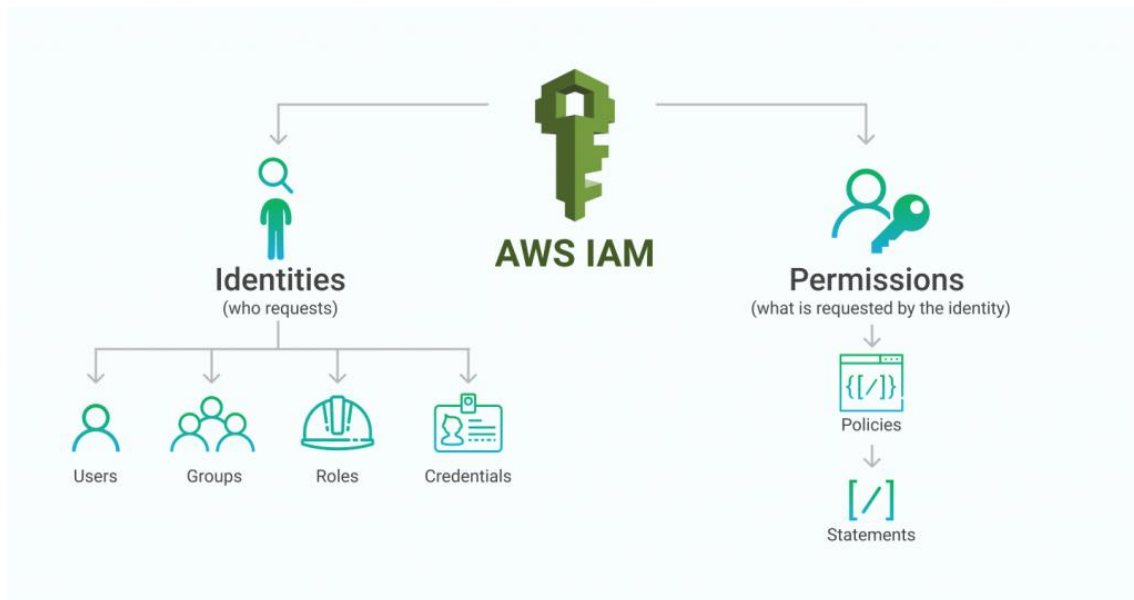 AWS IAM
Identities
(who requests)
Users
Groups
Roles
Credentials
Permissions
(what is requested by the identity)
{[/]}
Policies
[/]
Statements